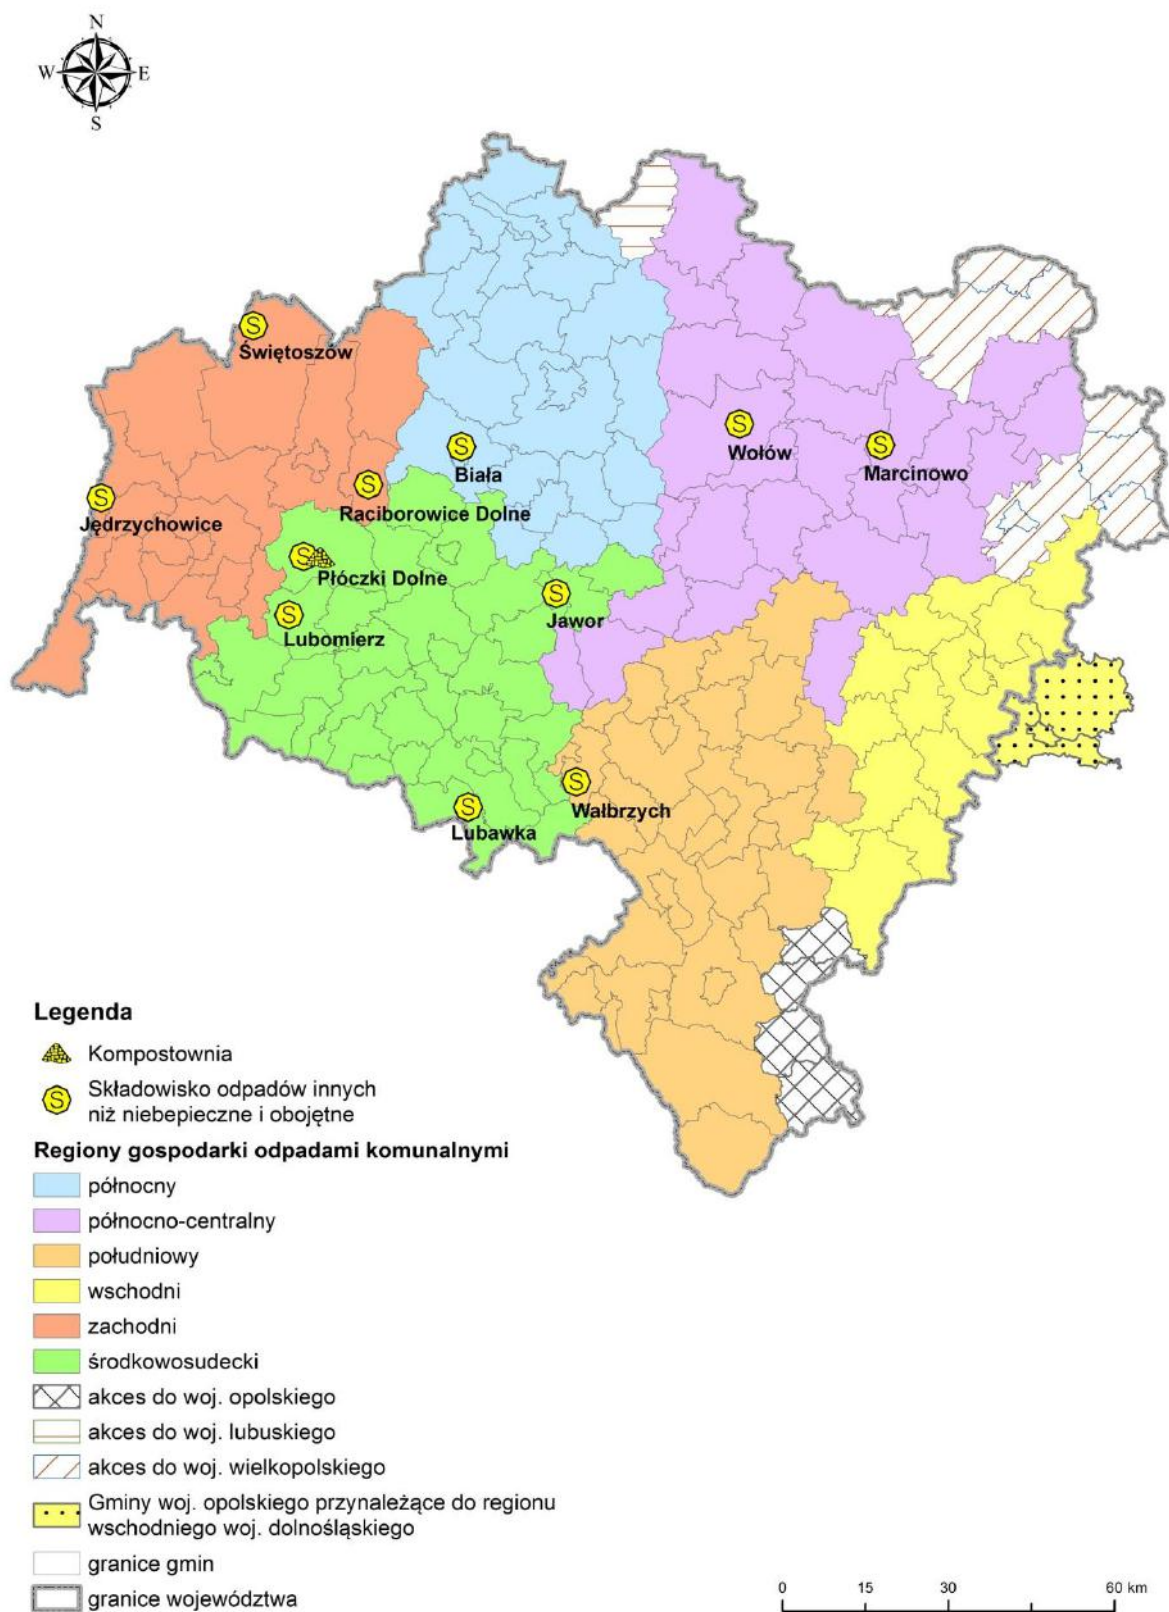 N
W E
S
S
Świętoszów
S
Wołów
S
Marcinowo
S
Biała
S
Raciborowice Dolne
S
Jędrzychowice
S
Płóczki Dolne
S
Jawor
S
Lubomierz
S
Wałbrzych
S
Lubawka
Legenda
Kompostownia
S
Składowisko odpadów innych
niż niebepieczne i obojętne
Regiony gospodarki odpadami komunalnymi
północny
północno-centralny
południowy
wschodni
zachodni
środkowosudecki
akces do woj. opolskiego
akces do woj. lubuskiego
akces do woj. wielkopolskiego
Gminy woj. opolskiego przynależące do regionu
wschodniego woj. dolnośląskiego
granice gmin
granice województwa
0 15 30 60 km